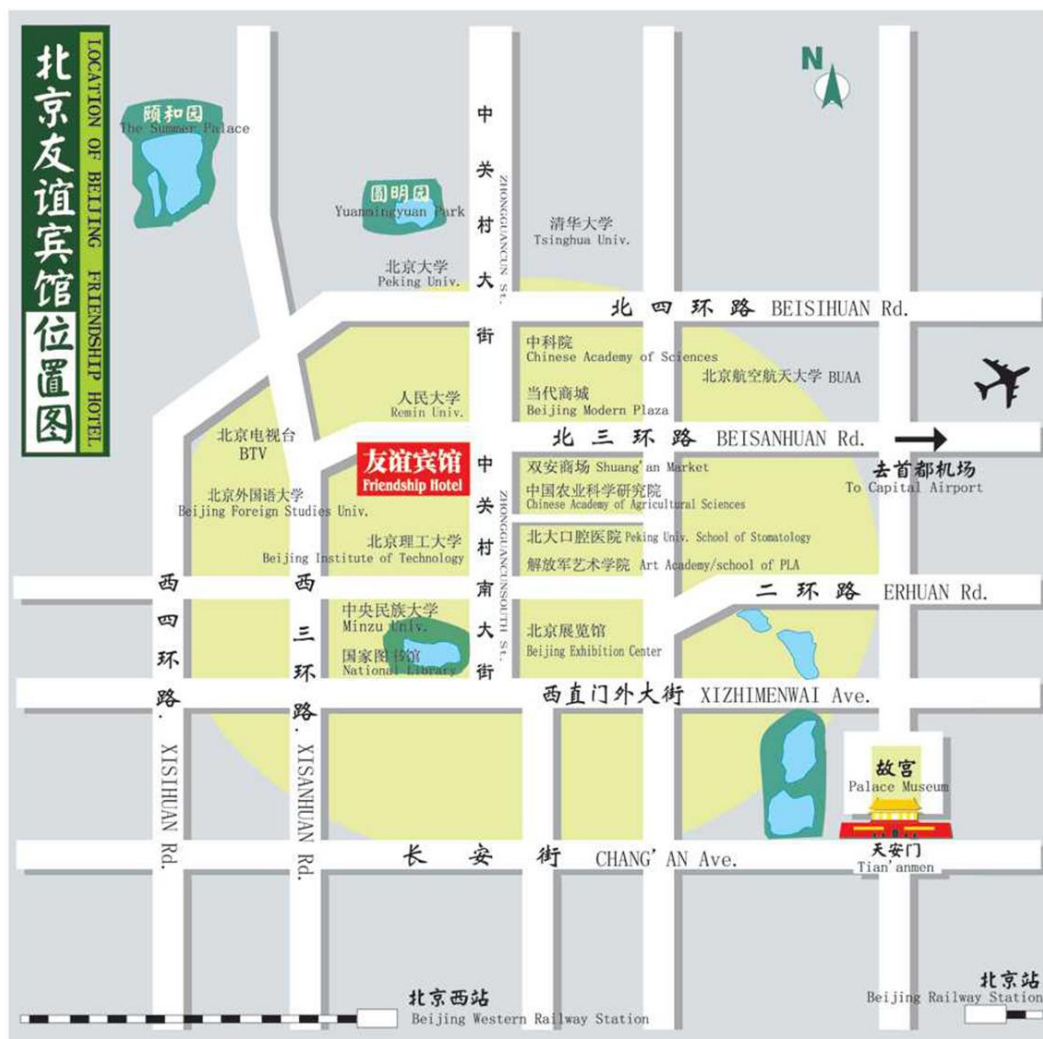 北京友谊宾馆位置图
LOCATION OF BEIJING FRIENDSHIP HOTEL
N
颐和园
The Summer Palace
圆明园
Yuanmingyuan Park
中关村大街
ZHONGGUANCUN St.
清华大学
Tsinghua Univ.
北京大学
Peking Univ.
北四环路 BEISIHUAN Rd.
中科院
Chinese Academy of Sciences
北京航空航天大学 BUAA
人民大学
Remin Univ.
当代商城
Beijing Modern Plaza
北京电视台
BTV
北三环路 BEISANHUAN Rd.
去首都机场
To Capital Airport
友谊宾馆
Friendship Hotel
中关村南大街
ZHONGGUANCUNSOUTH St.
双安商场 Shuang'an Market
中国农业科学研究院
Chinese Academy of Agricultural Sciences
北京外国语大学
Beijing Foreign Studies Univ.
北京理工大学
Beijing Institute of Technology
北大口腔医院 Peking Univ. School of Stomatology
解放军艺术学院 Art Academy/school of PLA
西四环路.
XISIHUAN Rd.
西三环路.
XISANHUAN Rd.
二环路 ERHUAN Rd.
中央民族大学
Minzu Univ.
国家图书馆
National Library
北京展览馆
Beijing Exhibition Center
西直门外大街 XIZHIMENWAI Ave.
故宫
Palace Museum
天安门
Tian'anmen
长安街 CHANG'AN Ave.
北京西站
Beijing Western Railway Station
北京站
Beijing Railway Station